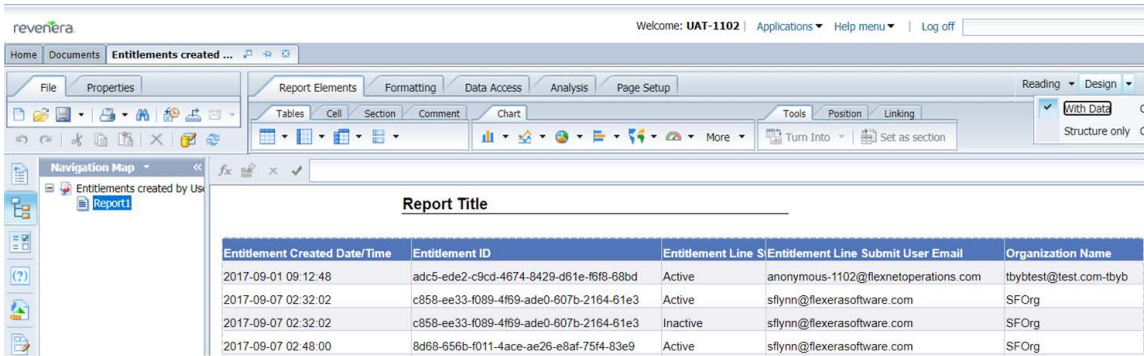 revenera
Welcome: UAT-1102 | Applications Help menu | Log off
Home Documents Entitlements created ...
File Properties Report Elements Formatting Data Access Analysis Page Setup Reading Design
Tables Cell Section Comment Chart Tools Position Linking With Data
More Turn Into Set as section Structure only
Navigation Map
Entitlements created by Use
Report1
Report Title
Entitlement Created Date/Time Entitlement ID Entitlement Line S Entitlement Line Submit User Email Organization Name
2017-09-01 09:12:48 adc5-ede2-c9cd-4674-8429-d61e-f6f8-68bd Active anonymous-1102@flexnetoperations.com tbybtest@test.com-tbyb
2017-09-07 02:32:02 c858-ee33-f089-4f69-ade0-607b-2164-61e3 Active sflynn@flexerasoftware.com SFOrg
2017-09-07 02:32:02 c858-ee33-f089-4f69-ade0-607b-2164-61e3 Inactive sflynn@flexerasoftware.com SFOrg
2017-09-07 02:48:00 8d68-656b-f011-4ace-ae26-e8af-75f4-83e9 Active sflynn@flexerasoftware.com SFOrg